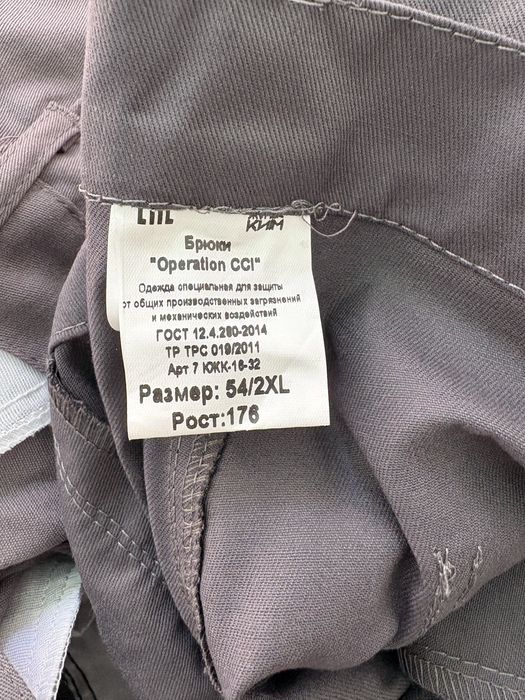 КИМ
Брюки
"Operation CCI"
Одежда специальная для защиты
от общих производственных загрязнений
и механических воздействий
ГОСТ 12.4.280-2014
ТР ТРС 019/2011
Арт 7 ЮКК-16-32
Размер: 54/2XL
Рост:176